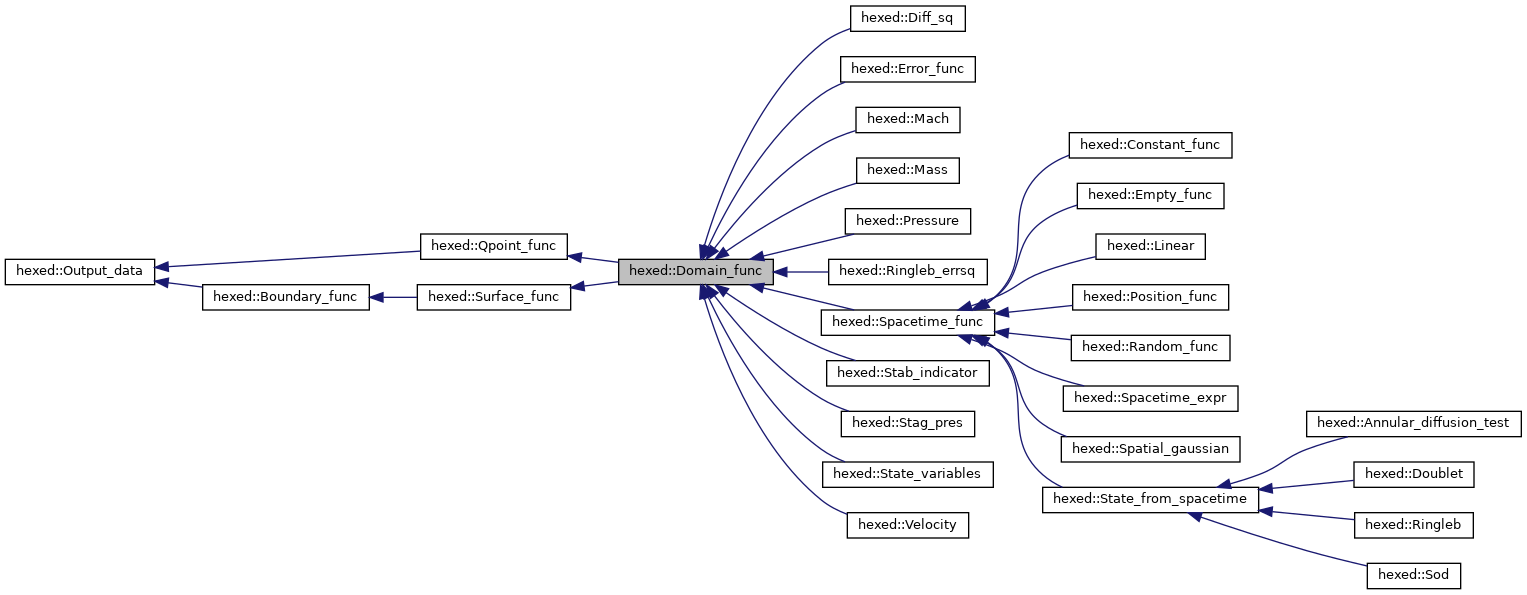 hexed::Output_data
hexed::Qpoint_func
hexed::Boundary_func
hexed::Surface_func
hexed::Domain_func
hexed::Diff_sq
hexed::Error_func
hexed::Mach
hexed::Mass
hexed::Pressure
hexed::Ringleb_errsq
hexed::Spacetime_func
hexed::Stab_indicator
hexed::Stag_pres
hexed::State_variables
hexed::Velocity
hexed::Constant_func
hexed::Empty_func
hexed::Linear
hexed::Position_func
hexed::Random_func
hexed::Spacetime_expr
hexed::Spatial_gaussian
hexed::State_from_spacetime
hexed::Annular_diffusion_test
hexed::Doublet
hexed::Ringleb
hexed::Sod